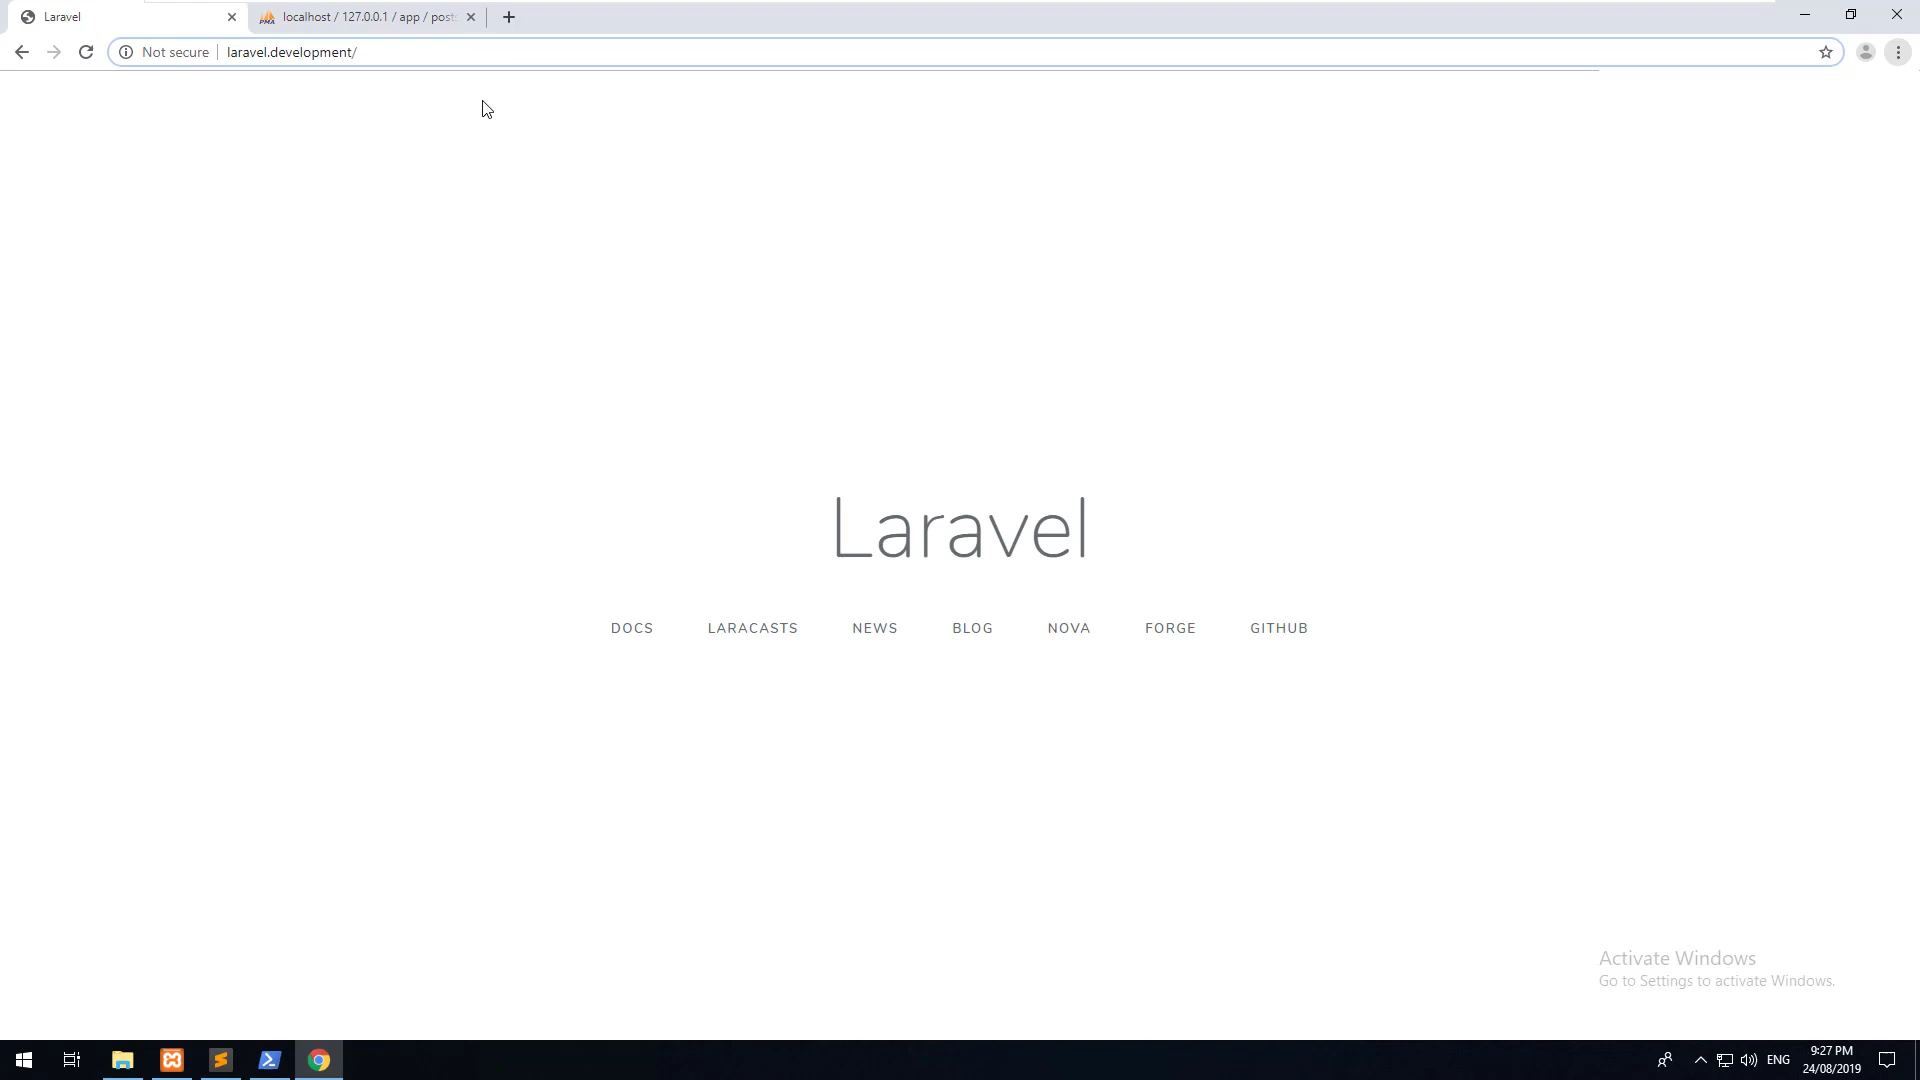 Laravel
localhost / 127.0.0.1 / app / posts
Not secure
laravel.development/
Laravel
DOCS LARACASTS NEWS BLOG NOVA FORGE GITHUB
Activate Windows
Go to Settings to activate Windows.
ENG
9:27 PM
24/08/2019